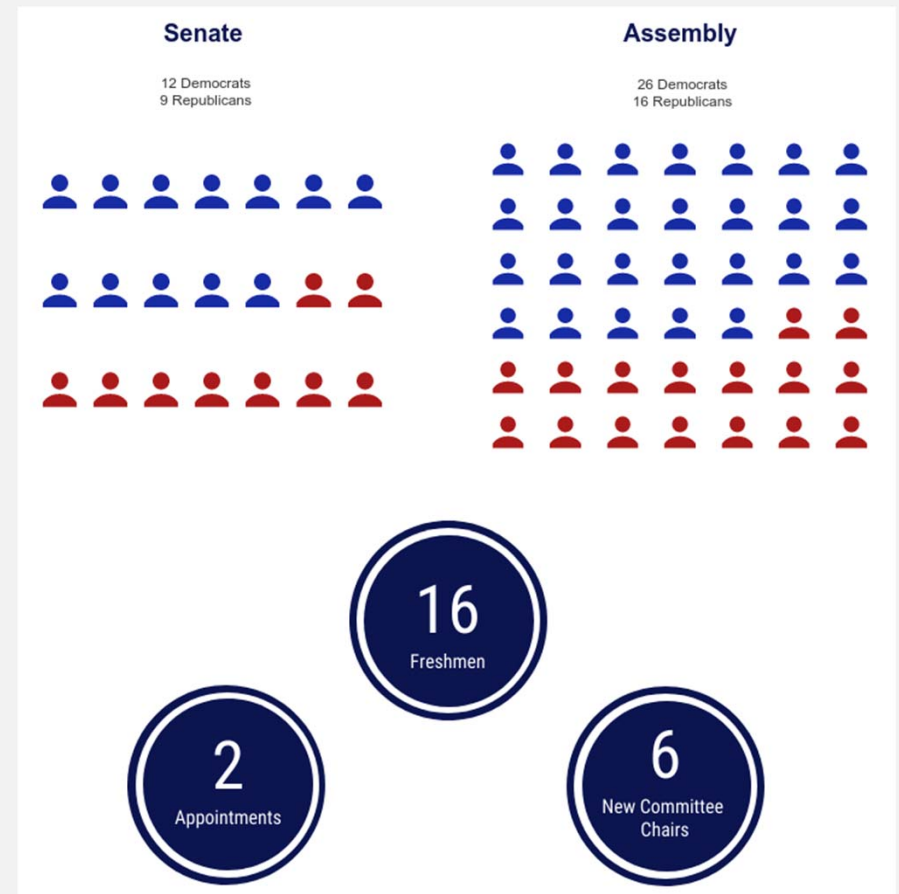 Senate
12 Democrats
9 Republicans
Assembly
26 Democrats
16 Republicans
16
Freshmen
2
Appointments
6
New Committee
Chairs